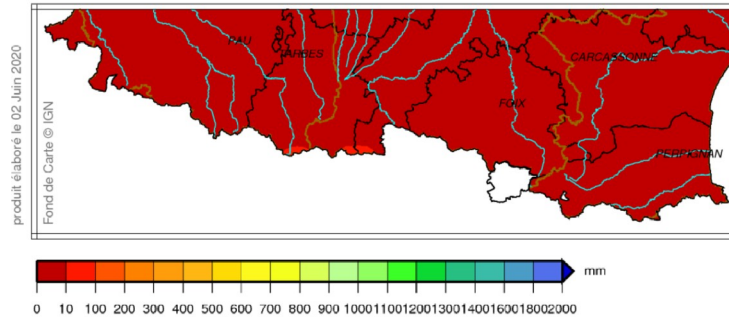 PAU
TARBES
CARCASSONNE
FOIX
PERPIGNAN
produit élaboré le 02 Juin 2020
Fond de Carte © IGN
mm
0 10 100 200 300 400 500 600 700 800 900 1000 1100 1200 1300 1400 1600 1800 2000